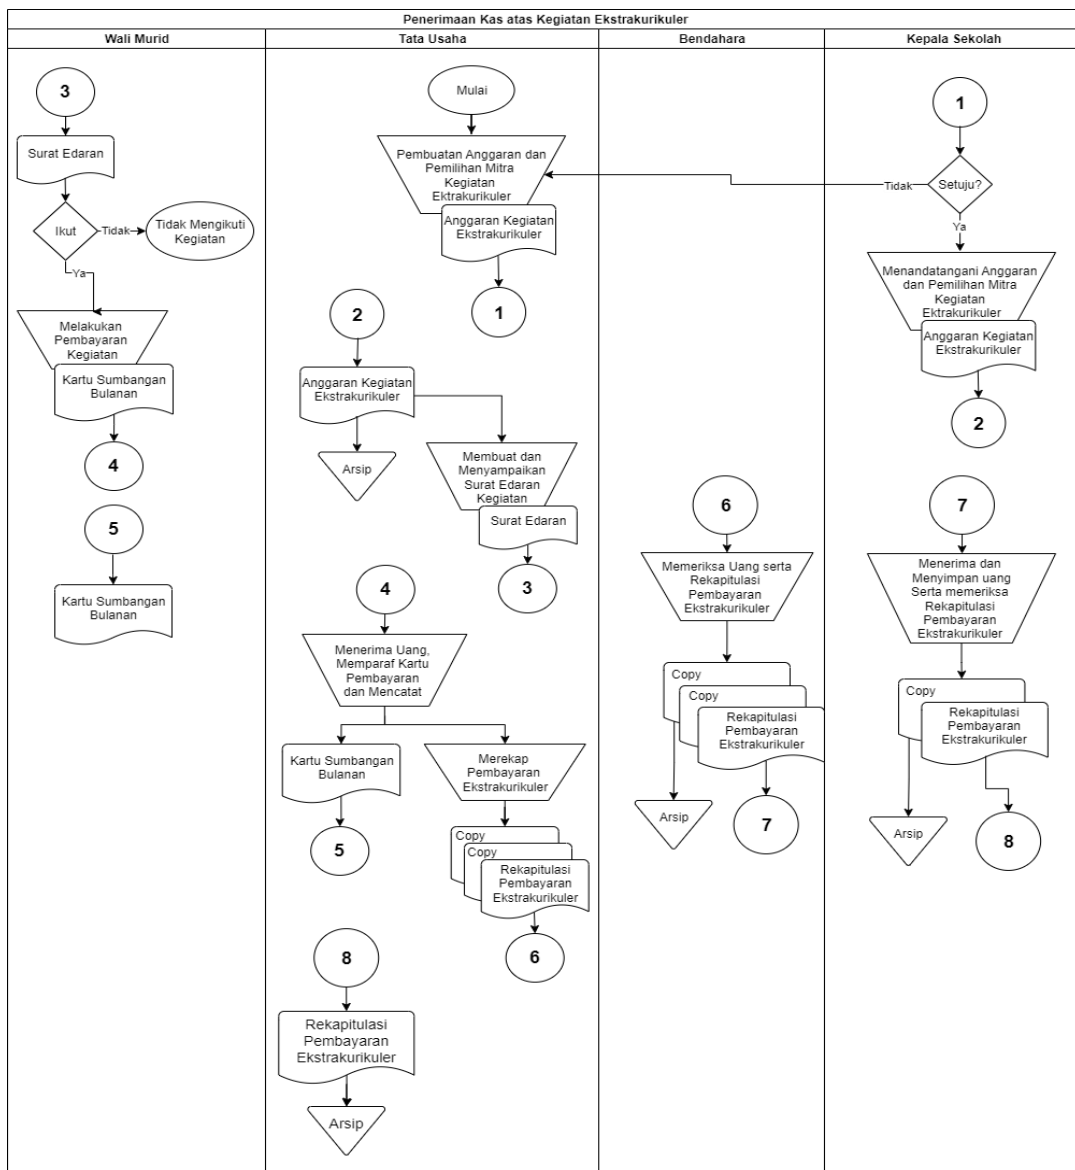 Penerimaan Kas atas Kegiatan Ekstrakurikuler
Wali Murid
Tata Usaha
Bendahara
Kepala Sekolah
3
Surat Edaran
Ikut
Tidak
Tidak Mengikuti
Kegiatan
Ya
Melakukan
Pembayaran
Kegiatan
Kartu Sumbangan
Bulanan
4
5
Kartu Sumbangan
Bulanan
Mulai
Pembuatan Anggaran dan
Pemilihan Mitra
Kegiatan
Ektrakurikuler
Anggaran Kegiatan
Ekstrakurikuler
1
2
Anggaran Kegiatan
Ekstrakurikuler
Arsip
Membuat dan
Menyampaikan
Surat Edaran
Kegiatan
Surat Edaran
3
4
Menerima Uang,
Memparaf Kartu
Pembayaran
dan Mencatat
Kartu Sumbangan
Bulanan
5
Merekap
Pembayaran
Ekstrakurikuler
Copy
Copy
Rekapitulasi
Pembayaran
Ekstrakurikuler
6
8
Rekapitulasi
Pembayaran
Ekstrakurikuler
Arsip
6
Memeriksa Uang serta
Rekapitulasi
Pembayaran
Ekstrakurikuler
Copy
Copy
Rekapitulasi
Pembayaran
Ekstrakurikuler
Arsip
7
1
Setuju?
Tidak
Ya
Menandatangani Anggaran
dan Pemilihan Mitra
Kegiatan
Ektrakurikuler
Anggaran Kegiatan
Ekstrakurikuler
2
7
Menerima dan
Menyimpan uang
Serta memeriksa
Rekapitulasi
Pembayaran
Ekstrakurikuler
Copy
Rekapitulasi
Pembayaran
Ekstrakurikuler
Arsip
8